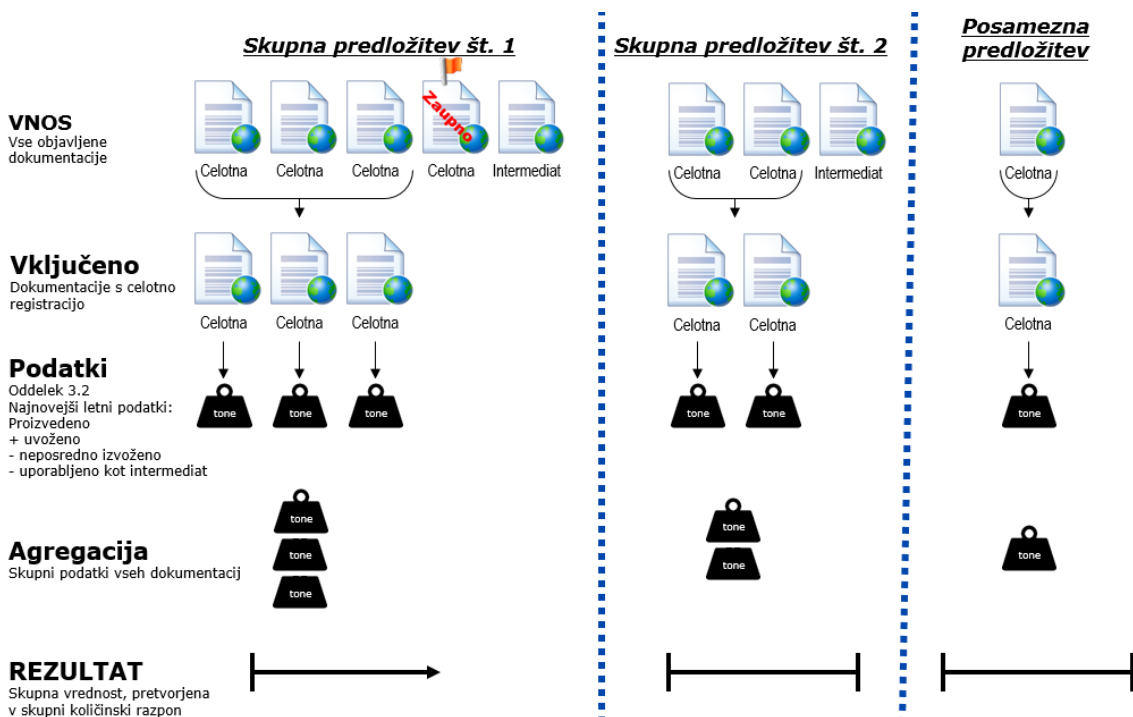 Skupna predložitev št. 1
Skupna predložitev št. 2
Posamezna
predložitev
VNOS
Vse objavljene
dokumentacije
Zaupno
Celotna
Celotna
Celotna
Celotna
Intermediat
Celotna
Celotna
Intermediat
Celotna
Vključeno
Dokumentacije s celotno
registracijo
Celotna
Celotna
Celotna
Celotna
Celotna
Celotna
Podatki
Oddelek 3.2
Najnovejši letni podatki:
Proizvedeno
+ uvoženo
- neposredno izvoženo
- uporabljeno kot intermediat
tone
tone
tone
tone
tone
tone
Agregacija
Skupni podatki vseh dokumentacij
tone
tone
tone
tone
tone
tone
REZULTAT
Skupna vrednost, pretvorjena
v skupni količinski razpon